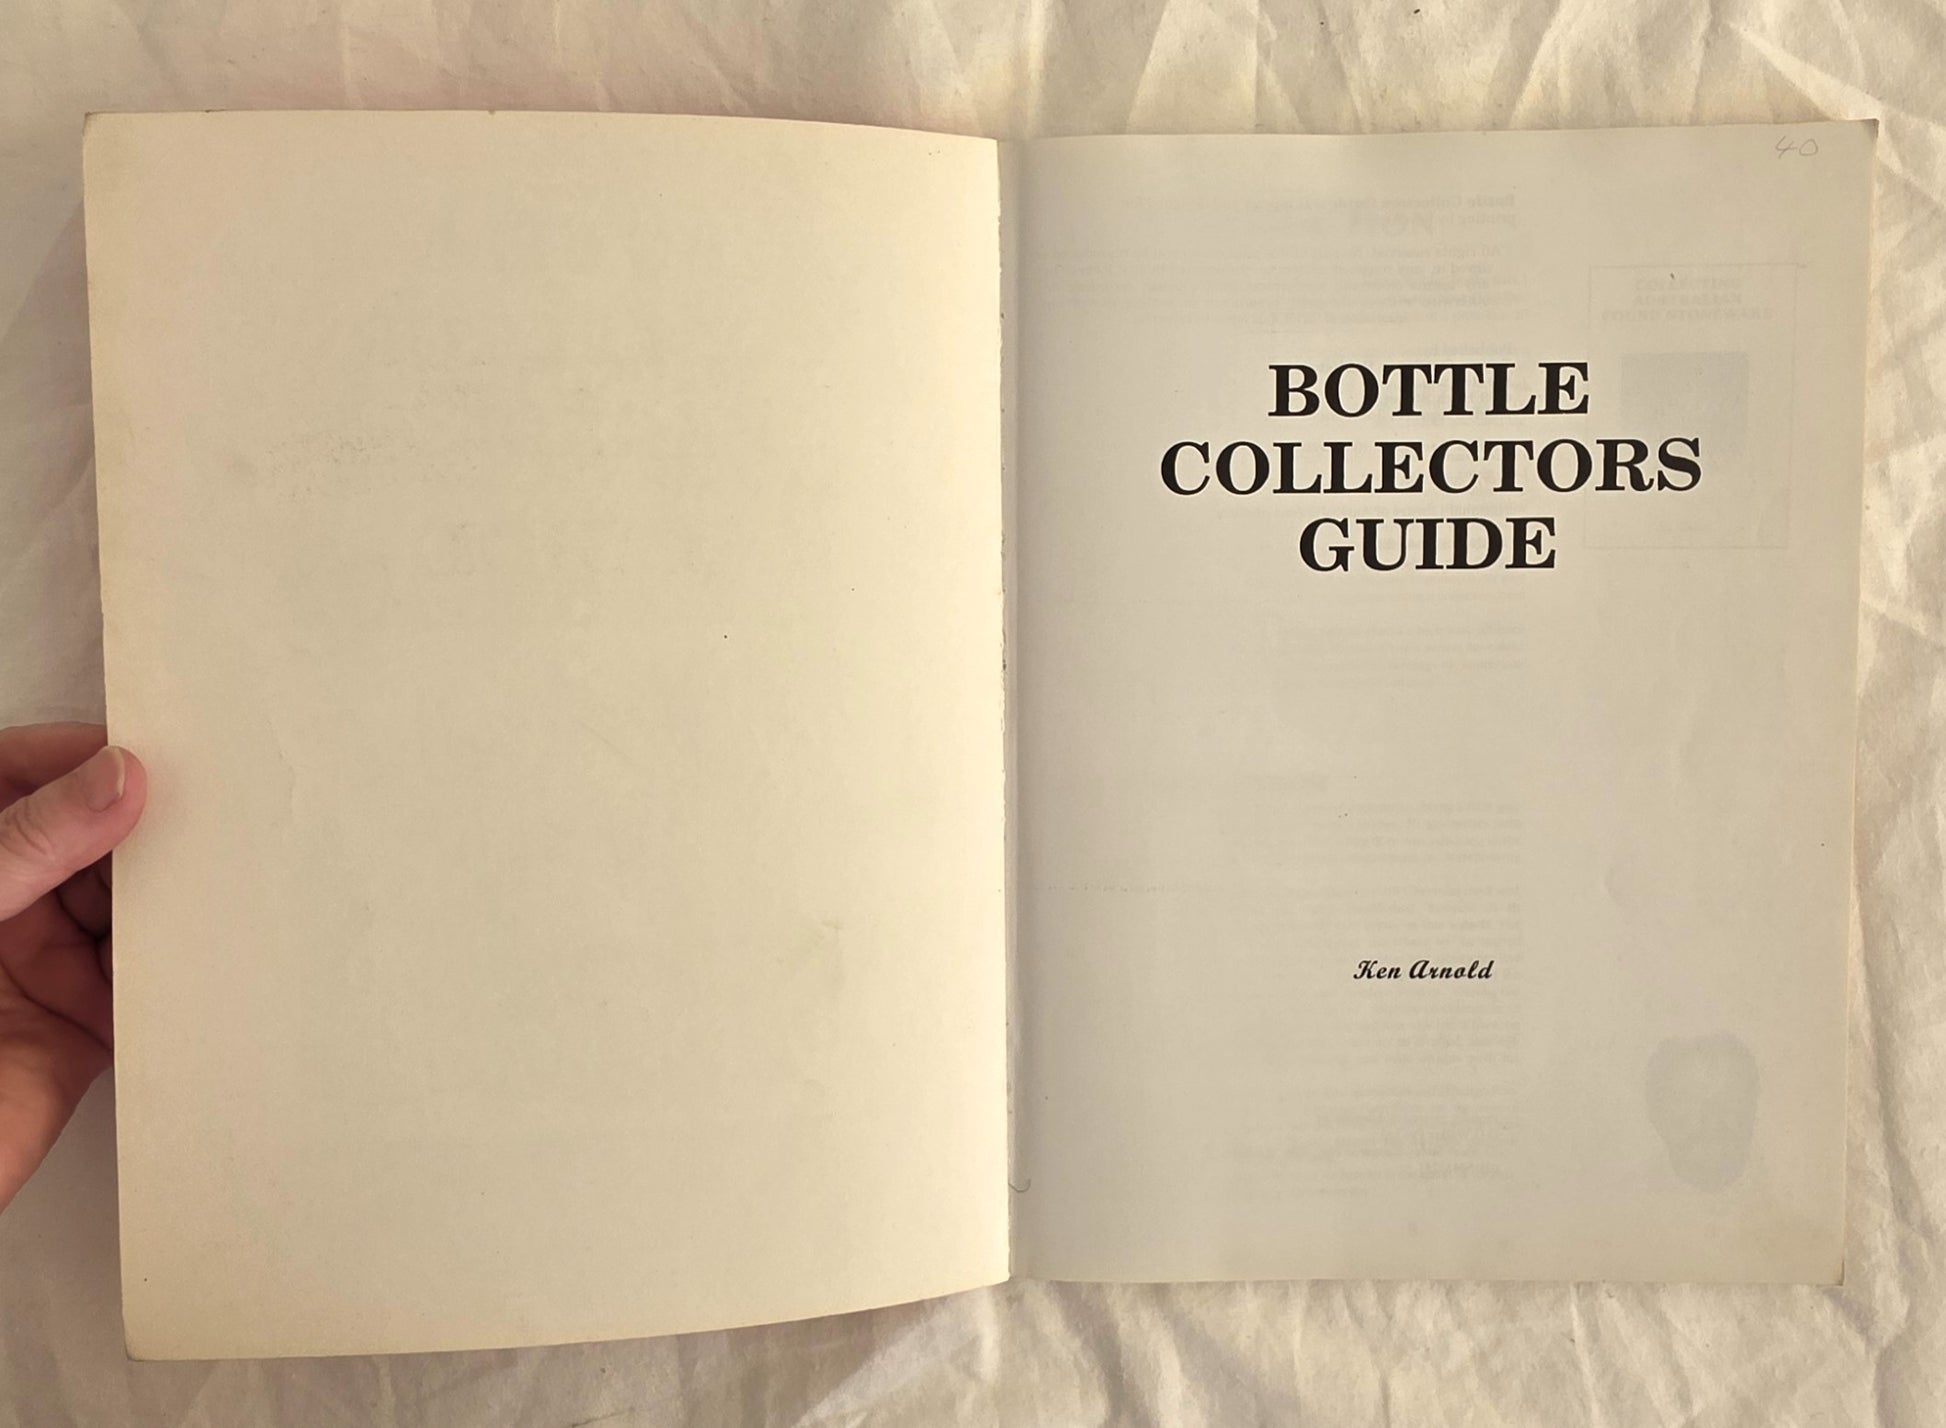 40
BOTTLE
COLLECTORS
GUIDE
Ken Arnold